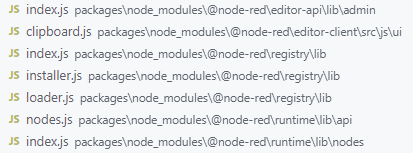 JS index.js packages\node_modules\@node-red\editor-api\lib\admin
JS clipboard.js packages\node_modules\@node-red\editor-client\src\js\ui
JS index.js packages\node_modules\@node-red\registry\lib
JS installer.js packages\node_modules\@node-red\registry\lib
JS loader.js packages\node_modules\@node-red\registry\lib
JS nodes.js packages\node_modules\@node-red\runtime\lib\api
JS index.js packages\node_modules\@node-red\runtime\lib\nodes